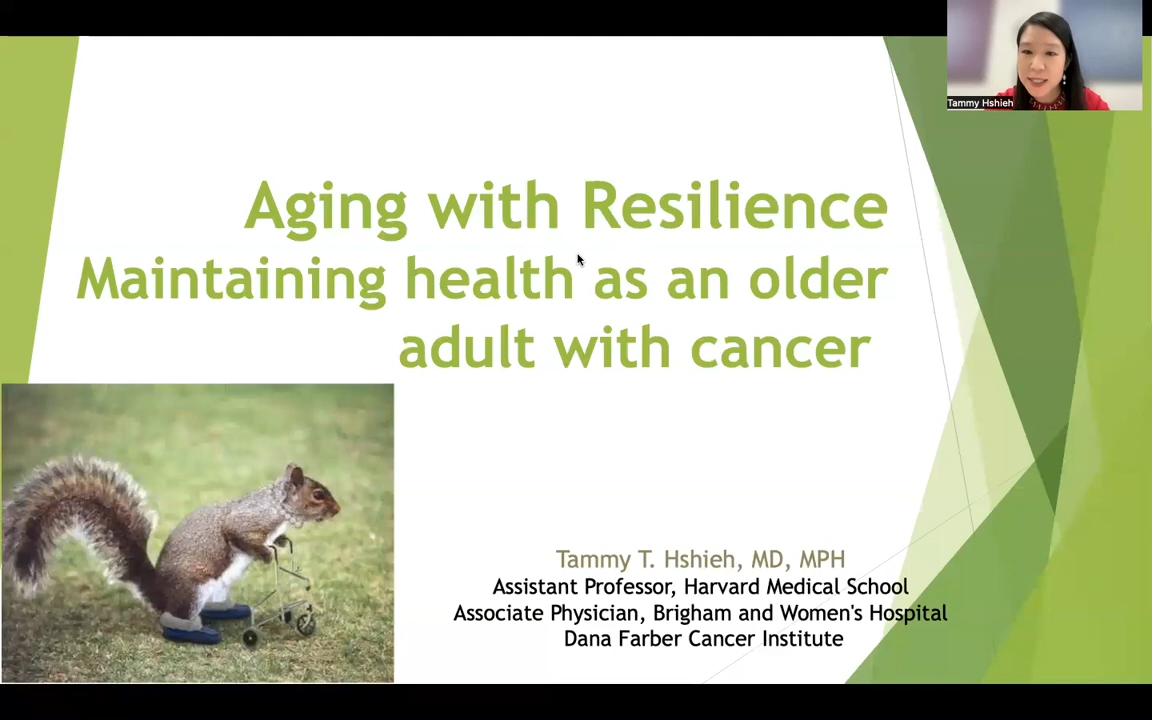 Tammy Hshieh
Aging with Resilience
Maintaining health as an older
adult with cancer
Tammy T. Hshieh, MD, MPH
Assistant Professor, Harvard Medical School
Associate Physician, Brigham and Women's Hospital
Dana Farber Cancer Institute